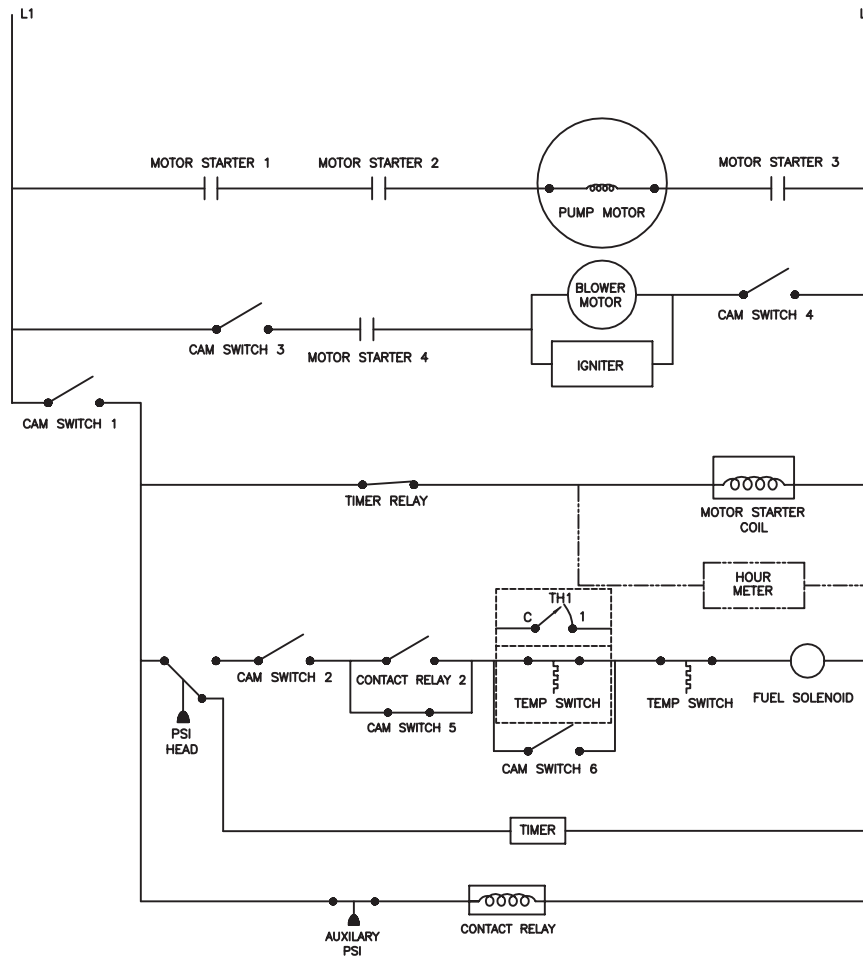 L1
L
MOTOR STARTER 1
MOTOR STARTER 2
MOTOR STARTER 3
PUMP MOTOR
BLOWER
MOTOR
CAM SWITCH 4
CAM SWITCH 3
MOTOR STARTER 4
IGNITER
CAM SWITCH 1
TIMER RELAY
MOTOR STARTER
COIL
HOUR
METER
TH1
C
1
CAM SWITCH 2
CONTACT RELAY 2
TEMP SWITCH
TEMP SWITCH
FUEL SOLENOID
CAM SWITCH 5
PSI
HEAD
CAM SWITCH 6
TIMER
AUXILARY
PSI
CONTACT RELAY